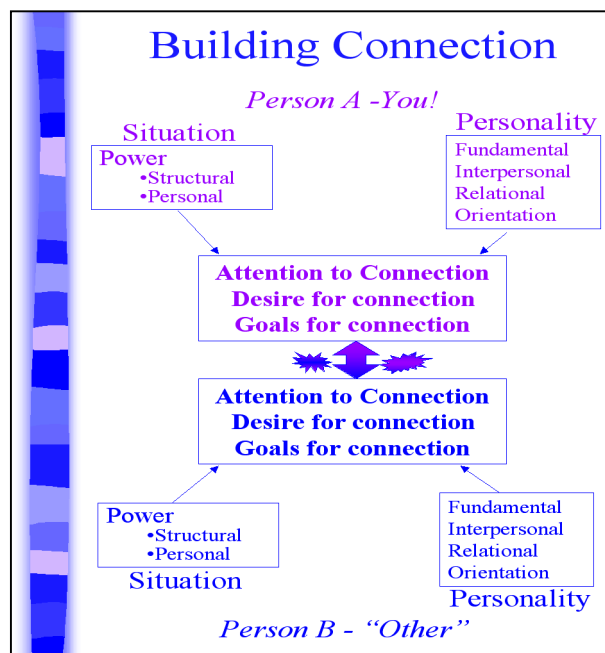 Building Connection
Person A -You!
Situation
Power
•Structural
•Personal
Personality
Fundamental
Interpersonal
Relational
Orientation
Attention to Connection
Desire for connection
Goals for connection
Attention to Connection
Desire for connection
Goals for connection
Power
•Structural
•Personal
Situation
Fundamental
Interpersonal
Relational
Orientation
Personality
Person B - “Other”